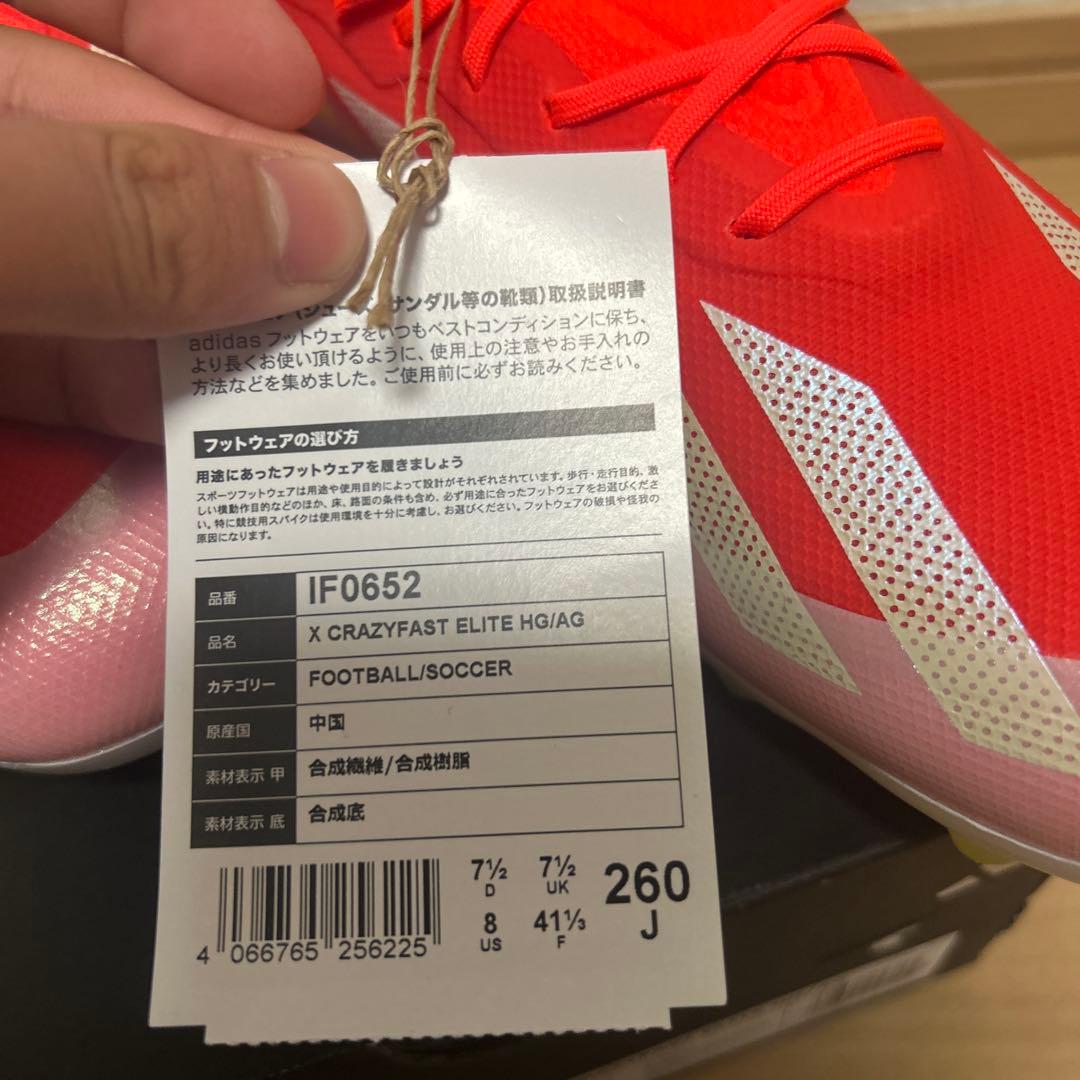 サンダル等の靴類)取扱説明書
adidas フットウェアをいつもベストコンディションに保ち、
より長くお使い頂けるように、使用上の注意やお手入れの
方法などを集めました。ご使用前に必ずお読みください。
フットウェアの選び方
用途にあったフットウェアを履きましょう
スポーツフットウェアは用途や使用目的によって設計がそれぞれされています。歩行・走行目的、激
しい横動作目的などのほか、床、路面の条件も含め、必ず用途に合ったフットウェアをお選びくださ
い。特に競技用スパイクは使用環境を十分に考慮し、お選びください。フットウェアの破損や怪我の
原因になります。
品番 IF0652
品名 X CRAZYFAST ELITE HG/AG
カテゴリー FOOTBALL/SOCCER
原産国 中国
素材表示 甲 合成繊維/合成樹脂
素材表示 底 合成底
7½ 7½ 260
D UK J
8 41⅓
US F
4 066765 256225